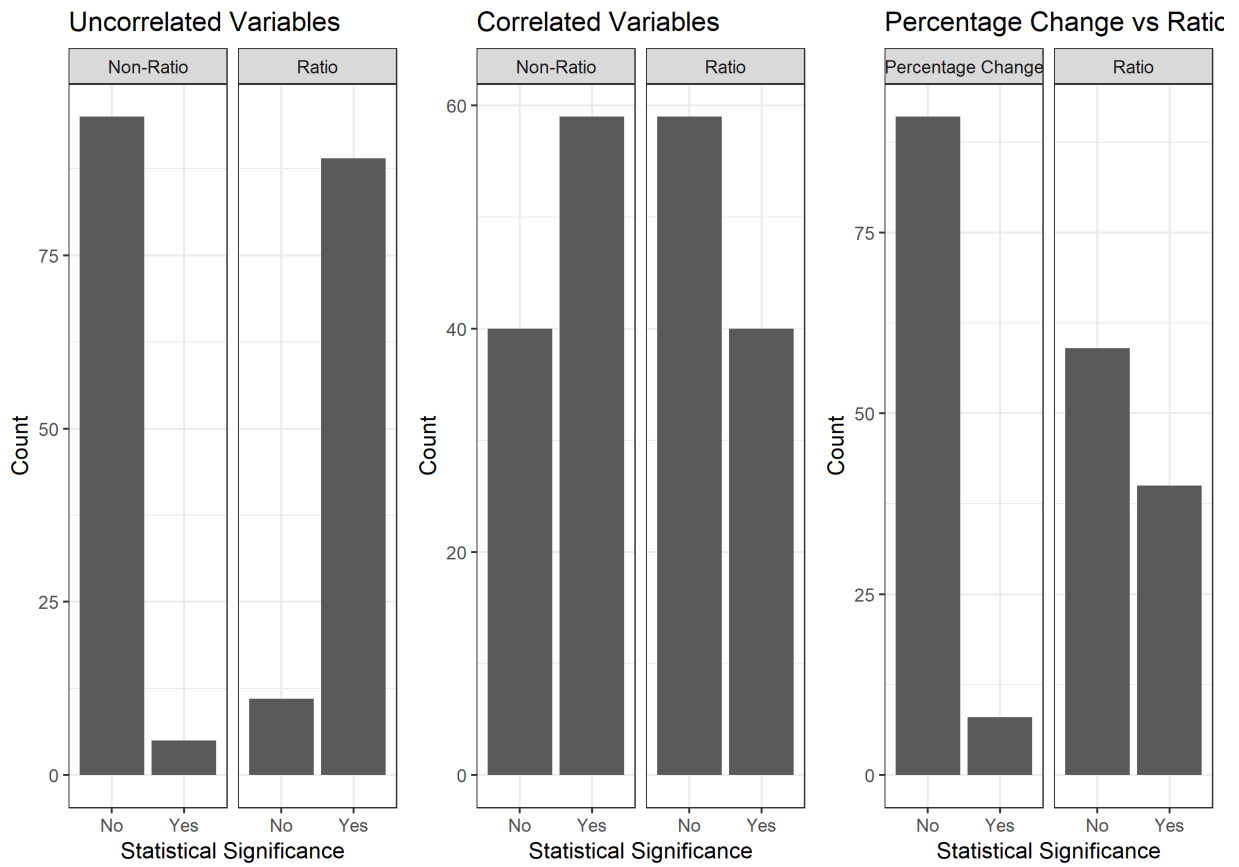 Uncorrelated Variables
Non-Ratio Ratio
75
50
25
0
Count
No Yes No Yes
Statistical Significance
Correlated Variables
Non-Ratio Ratio
60
40
20
0
Count
No Yes No Yes
Statistical Significance
Percentage Change vs Ratio
Percentage Change Ratio
75
50
25
0
Count
No Yes No Yes
Statistical Significance